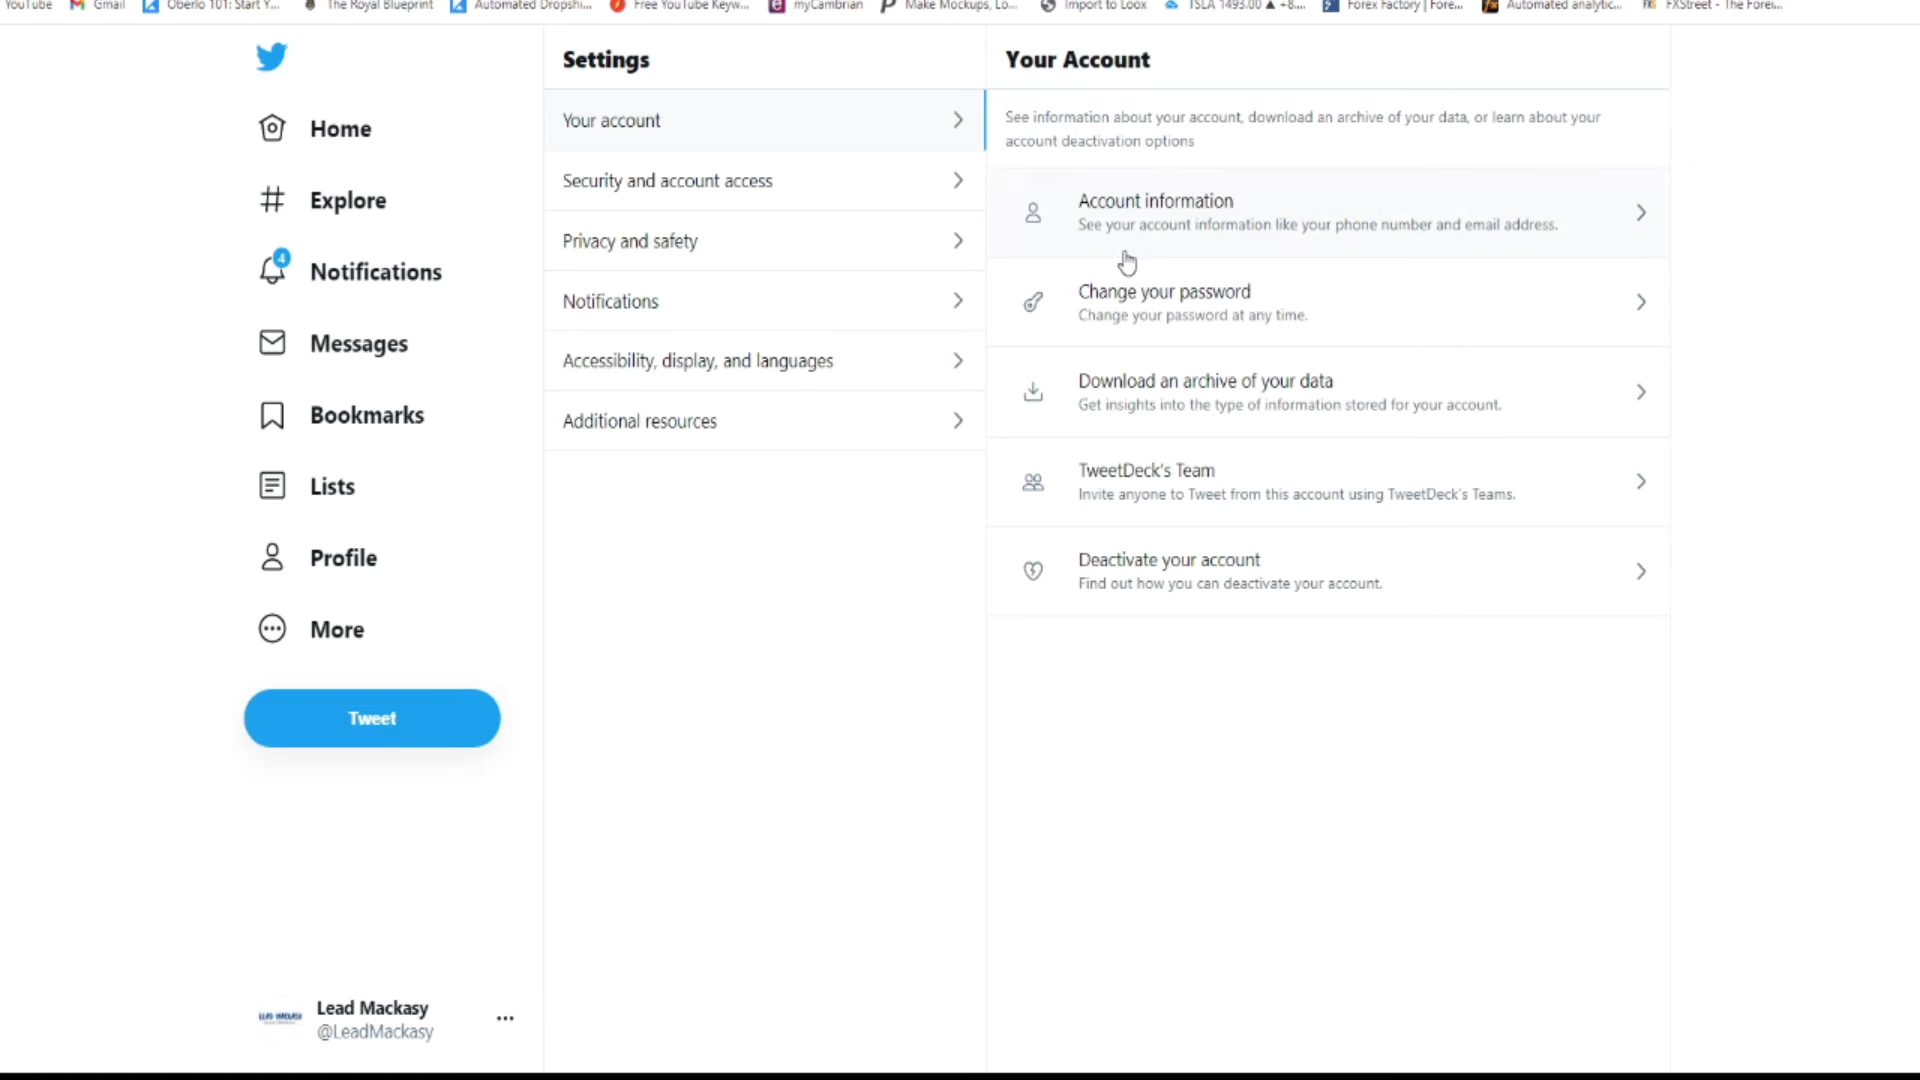 YouTube
Gmail
Oberlo 101: Start Y...
The Royal Blueprint
Automated Dropshi...
Free YouTube Keyw...
myCambrian
Make Mockups, Lo...
Import to Loox
TSLA 1493.00 ▲ +8....
Forex Factory | Fore...
Automated analytic...
FXStreet - The Forei...
Home
Explore
4
Notifications
Messages
Bookmarks
Lists
Profile
More
Tweet
Lead Mackasy
@LeadMackasy
...
Settings
Your account
Security and account access
Privacy and safety
Notifications
Accessibility, display, and languages
Additional resources
Your Account
See information about your account, download an archive of your data, or learn about your
account deactivation options
Account information
See your account information like your phone number and email address.
Change your password
Change your password at any time.
Download an archive of your data
Get insights into the type of information stored for your account.
TweetDeck's Team
Invite anyone to Tweet from this account using TweetDeck's Teams.
Deactivate your account
Find out how you can deactivate your account.